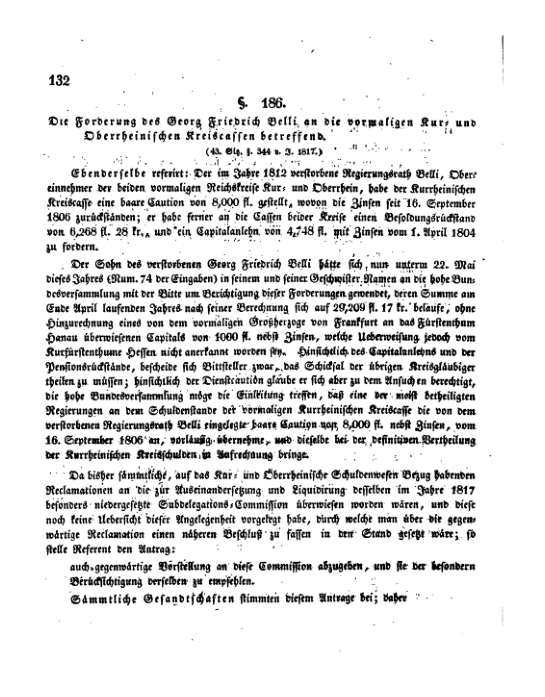 132
§. 186.
Die Forderung des Georg Friedrich Belli an die vormaligen Kur- und
Oberrheinischen Kreiscassen betreffend.
(43. Sitz. §. 344 v. J. 1817.)
Ebenderselbe referirt: Der im Jahre 1812 verstorbene Regierungsrath Belli, Ober-
einnehmer der beiden vormaligen Reichskreise Kur- und Oberrhein, habe der Kurrheinischen
Kreiscasse eine baare Caution von 8,000 fl. gestellt, wovon die Zinsen seit 16. September
1806 zurückständen; er habe ferner an die Cassen beider Kreise einen Besoldungsrückstand
von 6,268 fl. 28 kr., und ein Capitalanlehn von 4,748 fl. mit Zinsen vom 1. April 1804
zu fordern.
Der Sohn des verstorbenen Georg Friedrich Belli hätte sich nun unterm 22. Mai
dieses Jahres (Num. 74 der Eingaben) in seinem und seiner Geschwister Namen an die hohe Bun-
desversammlung mit der Bitte um Berichtigung dieser Forderungen gewendet, deren Summe am
Ende April laufenden Jahres nach seiner Berechnung sich auf 29,209 fl. 17 kr. belaufe, ohne
Hinzurechnung eines von dem vormaligen Großherzoge von Frankfurt an das Fürstenthum
Hanau überwiesenen Capitals von 1000 fl. nebst Zinsen, welche Ueberweisung jedoch vom
Kurfürstenthume Hessen nicht anerkannt worden sey. Hinsichtlich des Capitalanlehns und der
Pensionsrückstände, bescheide sich Bittsteller zwar, das Schicksal der übrigen Kreisgläubiger
theilen zu müssen; hinsichtlich der Dienstcaution glaube er sich aber zu dem Ansuchen berechtigt,
die hohe Bundesversammlung möge die Einleitung treffen, daß eine der meist betheiligten
Regierungen an dem Schuldenstande der vormaligen Kurrheinischen Kreiscasse die von dem
verstorbenen Regierungsrath Belli eingelegte baare Caution von 8,000 fl. nebst Zinsen, vom
16. September 1806 an, vorläufig übernehme, und dieselbe bei der definitiven Vertheilung
der Kurrheinischen Kreisschulden in Aufrechnung bringe.
Da bisher sämmtliche, auf das Kur- und Oberrheinische Schuldenwesen Bezug habenden
Reclamationen an die zur Auseinandersetzung und Liquidirung desselben im Jahre 1817
besonders niedergesetzte Subdelegations-Commission überwiesen worden wären, und diese
noch keine Uebersicht dieser Angelegenheit vorgelegt habe, durch welche man über die gegen-
wärtige Reclamation einen näheren Beschluß zu fassen in den Stand gesetzt wäre; so
stelle Referent den Antrag:
auch gegenwärtige Vorstellung an diese Commission abzugeben, und sie der besondern
Berücksichtigung derselben zu empfehlen.
Sämmtliche Gesandtschaften stimmten diesem Antrage bei; daher